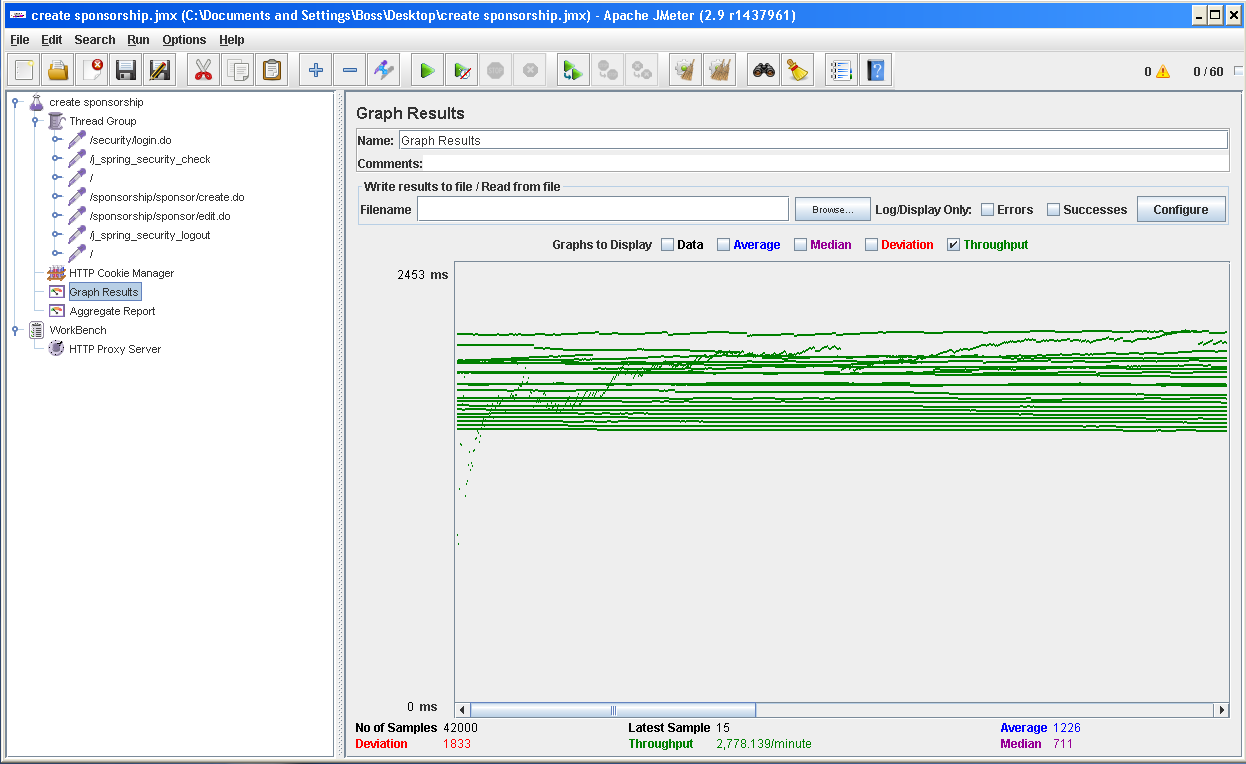 create sponsorship.jmx (C:\Documents and Settings\Boss\Desktop\create sponsorship.jmx) - Apache JMeter (2.9 r1437961)
File Edit Search Run Options Help
0 0 / 60
create sponsorship
Thread Group
/security/login.do
/j_spring_security_check
/
/sponsorship/sponsor/create.do
/sponsorship/sponsor/edit.do
/j_spring_security_logout
/
HTTP Cookie Manager
Graph Results
Aggregate Report
WorkBench
HTTP Proxy Server
Graph Results
Name: Graph Results
Comments:
Write results to file / Read from file
Filename Browse... Log/Display Only: Errors Successes Configure
Graphs to Display Data Average Median Deviation Throughput
2453 ms
0 ms
No of Samples 42000 Latest Sample 15 Average 1226
Deviation 1833 Throughput 2,778.139/minute Median 711